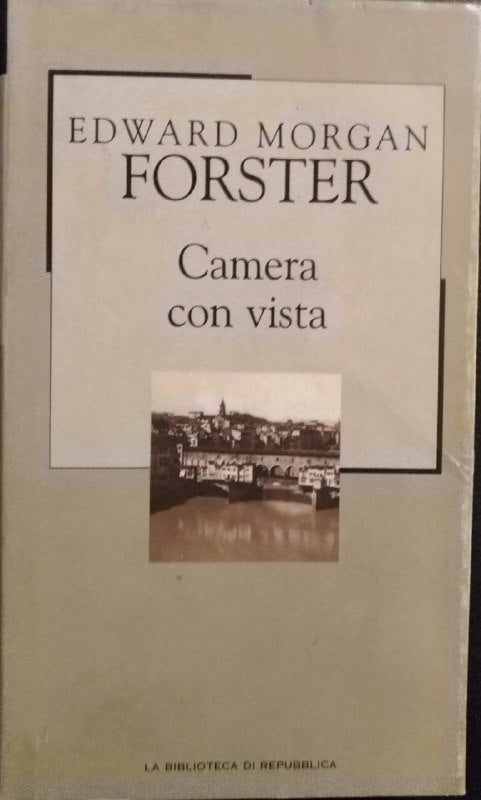 EDWARD MORGAN
FORSTER
Camera
con vista
LA BIBLIOTECA DI REPUBBLICA